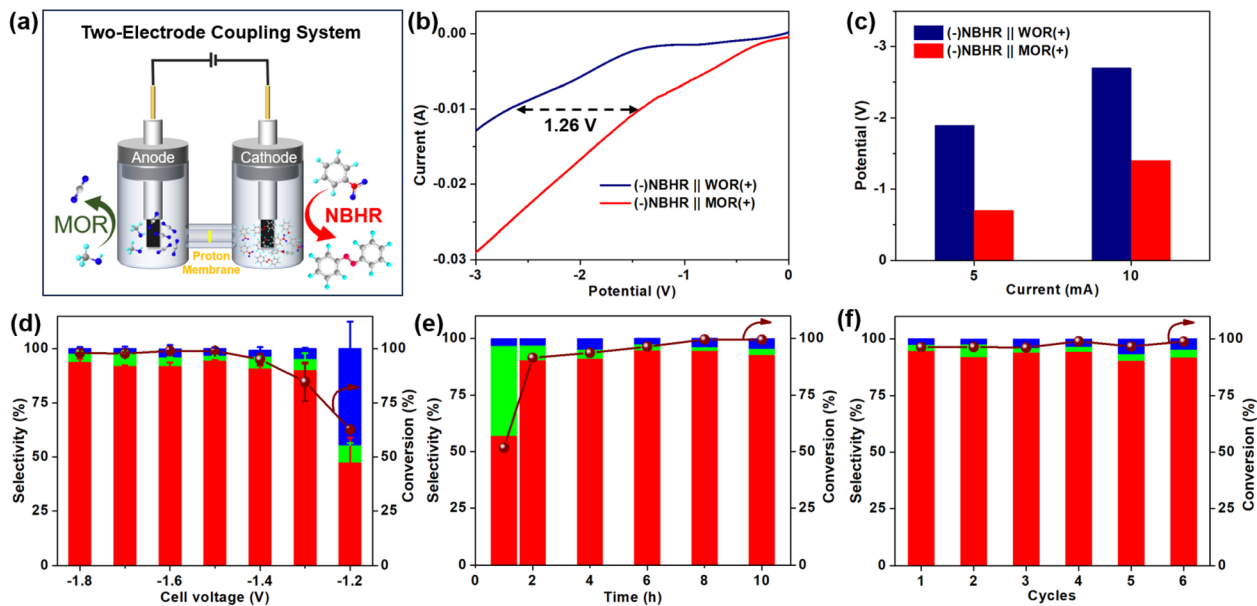 (a)
Two-Electrode Coupling System
Anode
Cathode
MOR
NBHR
Proton
Membrane
(b)
0.00
-0.01
-0.02
-0.03
Current (A)
1.26 V
(-)NBHR || WOR(+)
(-)NBHR || MOR(+)
-3
-2
-1
0
Potential (V)
(c)
(-)NBHR || WOR(+)
(-)NBHR || MOR(+)
-3
-2
-1
0
Potential (V)
5
10
Current (mA)
(d)
100
75
50
25
0
Selectivity (%)
100
75
50
25
0
Conversion (%)
-1.8
-1.6
-1.4
-1.2
Cell voltage (V)
(e)
100
75
50
25
0
Selectivity (%)
100
75
50
25
0
Conversion (%)
0
2
4
6
8
10
Time (h)
(f)
100
75
50
25
0
Selectivity (%)
100
75
50
25
0
Conversion (%)
1
2
3
4
5
6
Cycles